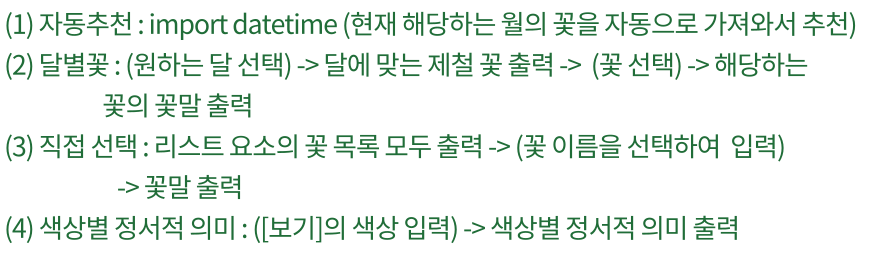 (1) 자동추천 : import datetime (현재 해당하는 월의 꽃을 자동으로 가져와서 추천)
(2) 달별꽃 : (원하는 달 선택) -> 달에 맞는 제철 꽃 출력 -> (꽃 선택) -> 해당하는
꽃의 꽃말 출력
(3) 직접 선택 : 리스트 요소의 꽃 목록 모두 출력 -> (꽃 이름을 선택하여 입력)
-> 꽃말 출력
(4) 색상별 정서적 의미 : ([보기]의 색상 입력) -> 색상별 정서적 의미 출력